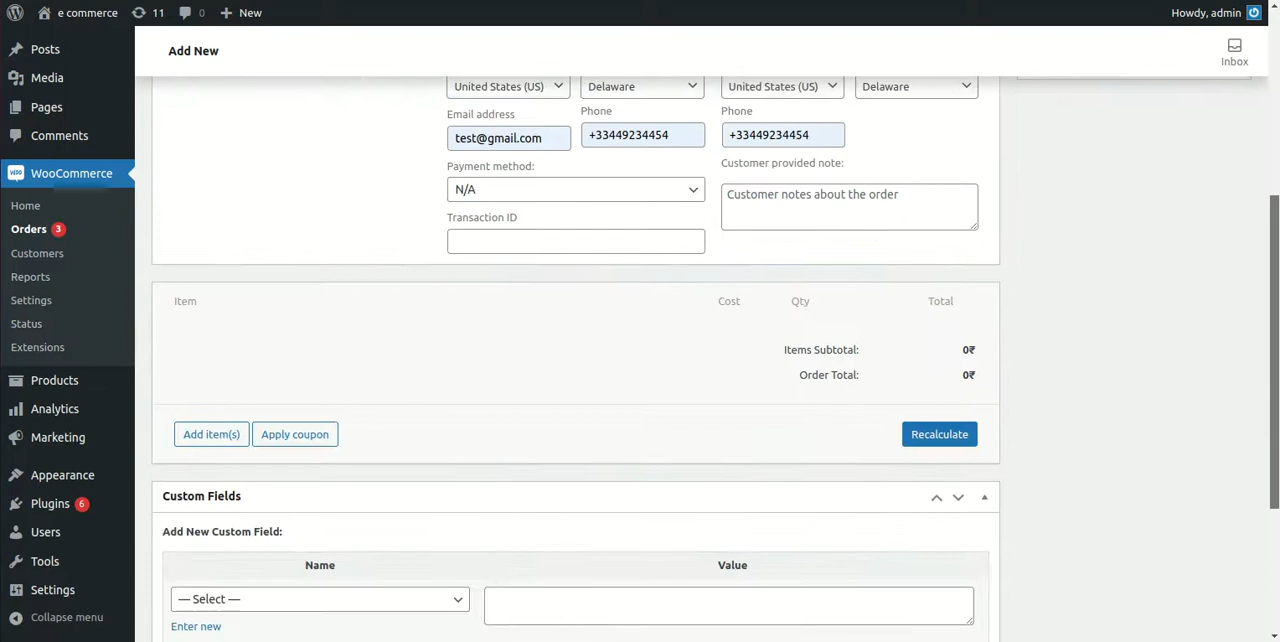 e commerce 11 0 New Howdy, admin
Add New
Inbox
Posts
Media
Pages
Comments
WooCommerce
Home
Orders 3
Customers
Reports
Settings
Status
Extensions
Products
Analytics
Marketing
Appearance
Plugins 6
Users
Tools
Settings
Collapse menu
United States (US) Delaware United States (US) Delaware
Email address Phone Phone
test@gmail.com +33449234454 +33449234454
Payment method: Customer provided note:
N/A Customer notes about the order
Transaction ID
Item Cost Qty Total
Items Subtotal: 0₹
Order Total: 0₹
Add item(s) Apply coupon Recalculate
Custom Fields
Add New Custom Field:
Name Value
— Select —
Enter new